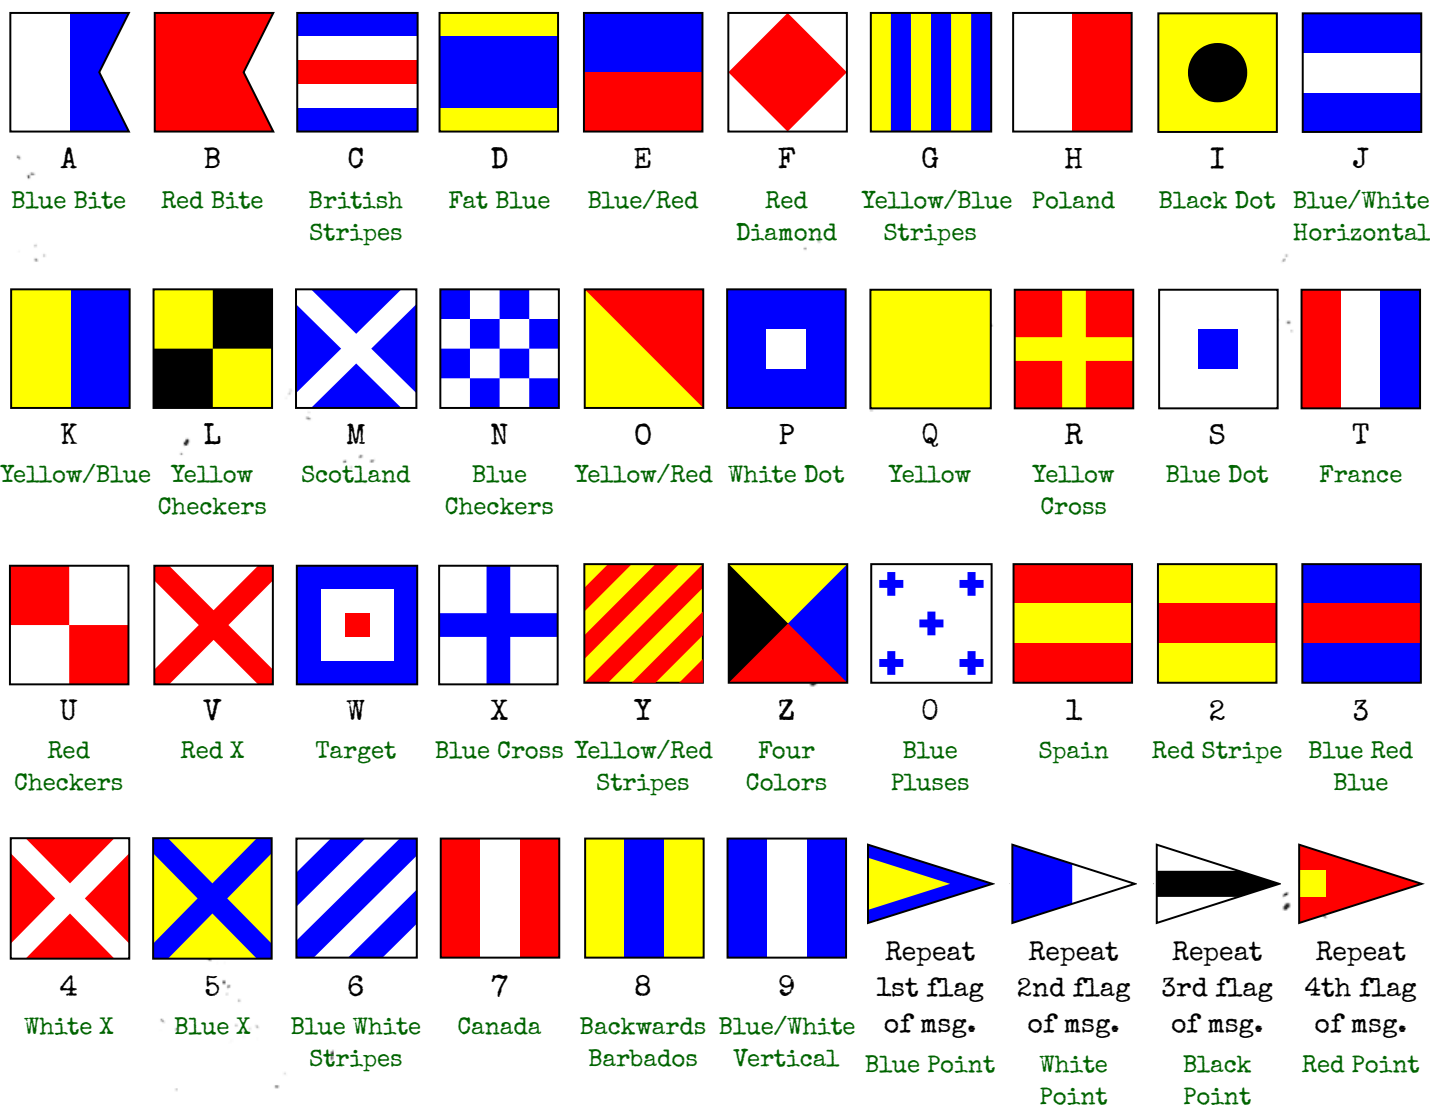 A B C D E F G H I J
Blue Bite Red Bite British Fat Blue Blue/Red Red Yellow/Blue Poland Black Dot Blue/White
Stripes Diamond Stripes Horizontal
K L M N O P Q R S T
Yellow/Blue Yellow Scotland Blue Yellow/Red White Dot Yellow Yellow Blue Dot France
Checkers Checkers Cross
U V W X Y Z 0 1 2 3
Red Red X Target Blue Cross Yellow/Red Four Blue Spain Red Stripe Blue Red
Checkers Stripes Colors Pluses Blue
4 5 6 7 8 9 Repeat Repeat Repeat Repeat
1st flag 2nd flag 3rd flag 4th flag
of msg. of msg. of msg. of msg.
White X Blue X Blue White Canada Backwards Blue/White Blue Point White Black Red Point
Stripes Barbados Vertical Point Point